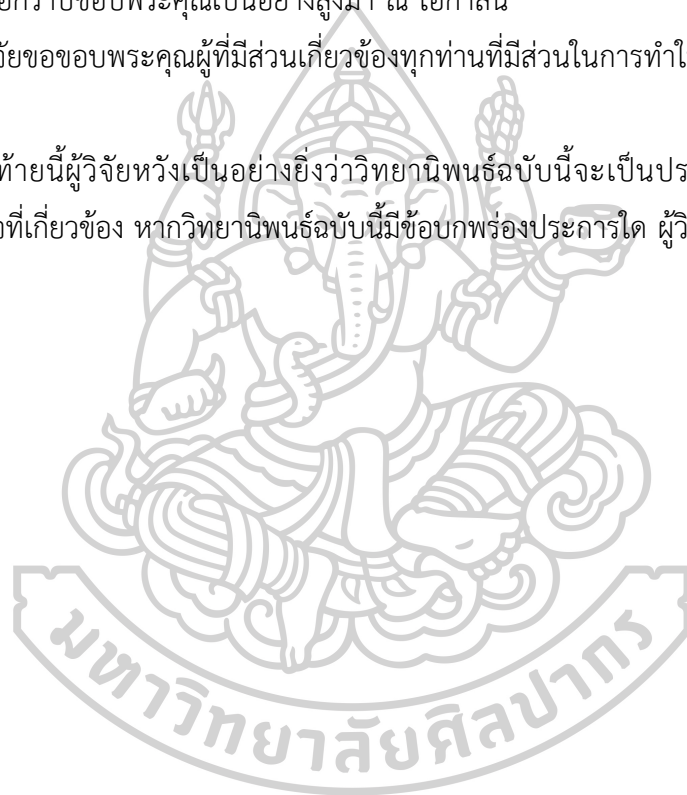 ขอบพระคุณเป็นอย่างสูงมา ณ โอกาสนี้
จัยขอขอบพระคุณผู้ที่มีส่วนเกี่ยวข้องทุกท่านที่มีส่วนในการทำใ
ท้ายนี้ผู้วิจัยหวังเป็นอย่างยิ่งว่าวิทยานิพนธ์ฉบับนี้จะเป็นประ
ที่เกี่ยวข้อง หากวิทยานิพนธ์ฉบับนี้มีข้อบกพร่องประการใด ผู้วิ
มหาวิทยาลัยศิลปากร